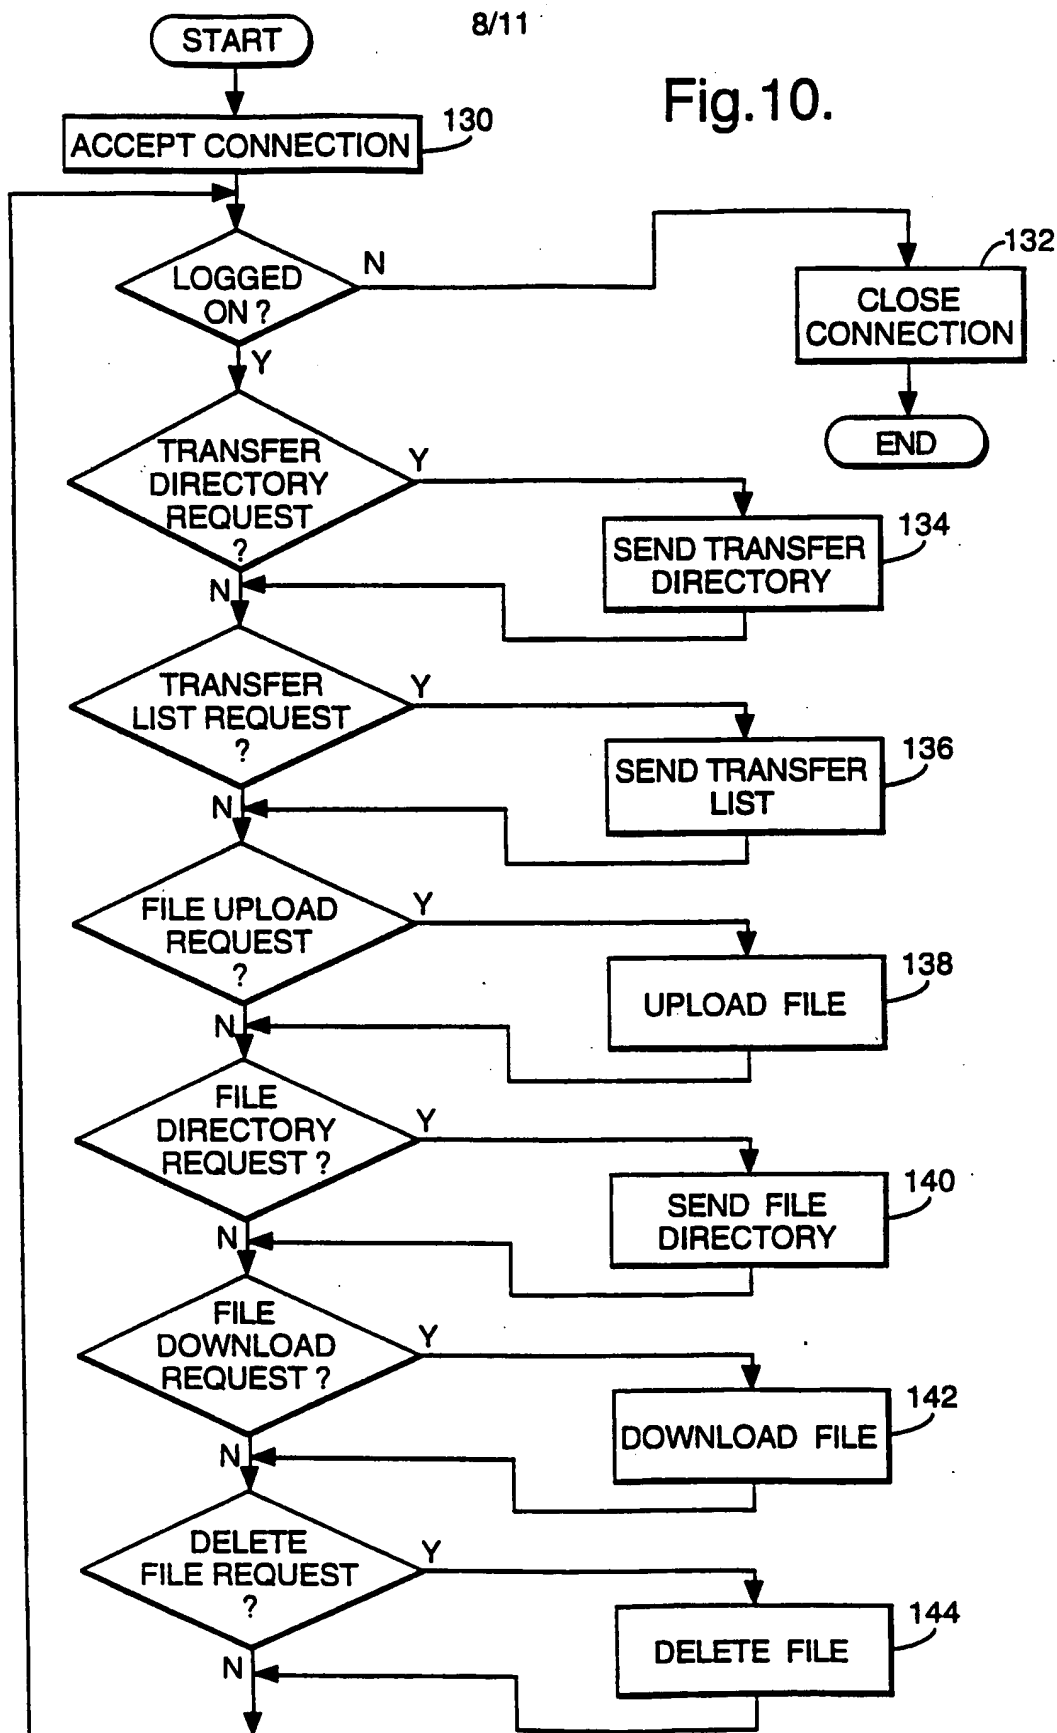 8/11
START
Fig.10.
ACCEPT CONNECTION
130
LOGGED
ON ?
N
Y
132
CLOSE
CONNECTION
END
TRANSFER
DIRECTORY
REQUEST
?
Y
N
134
SEND TRANSFER
DIRECTORY
TRANSFER
LIST REQUEST
?
Y
N
136
SEND TRANSFER
LIST
FILE UPLOAD
REQUEST
?
Y
N
138
UPLOAD FILE
FILE
DIRECTORY
REQUEST ?
Y
N
140
SEND FILE
DIRECTORY
FILE
DOWNLOAD
REQUEST ?
Y
N
142
DOWNLOAD FILE
DELETE
FILE REQUEST
?
Y
N
144
DELETE FILE